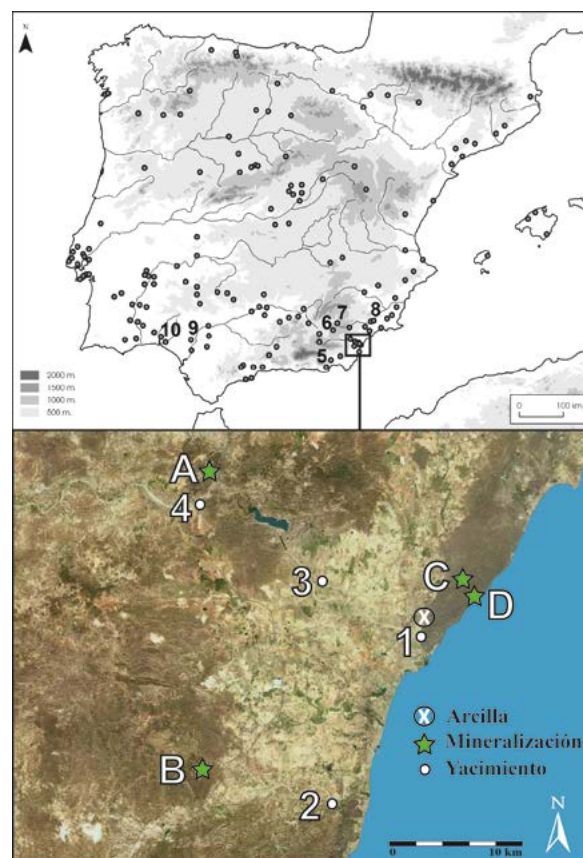 N
7
8
6
10 9
5
2000 m.
1500 m.
1000 m.
500 m.
0 100 km
A
4
3
C
D
X
1
X Arcilla
Mineralización
B
Yacimiento
2
N
0 10 km